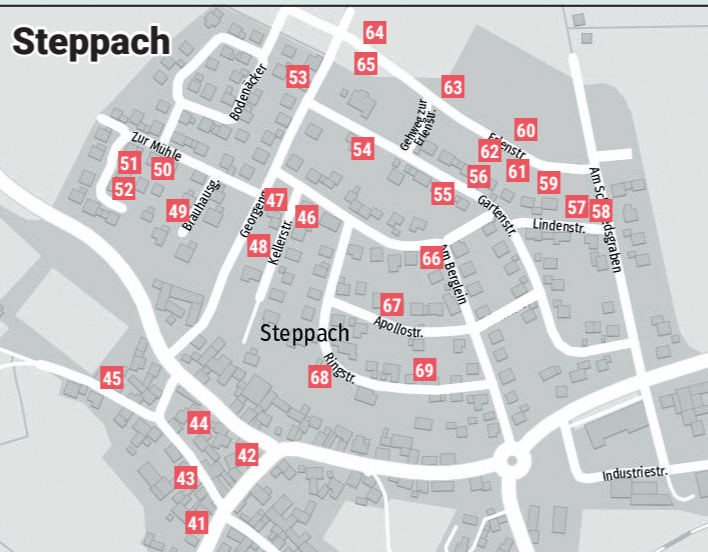 Steppach
64
65
53
63
Bodenäcker
Gehweg zur
Erlenstr.
60
Erlenstr.
62
54
Zur Mühle
51
50
52
61
56
59
55
49
Brauhausg.
47
46
48
Kellerstr.
Gartenstr.
57
58
Lindenstr.
66
Am Berglein
67
Apollostr.
Steppach
Ringstr.
68
69
45
44
42
43
41
Industriestr.